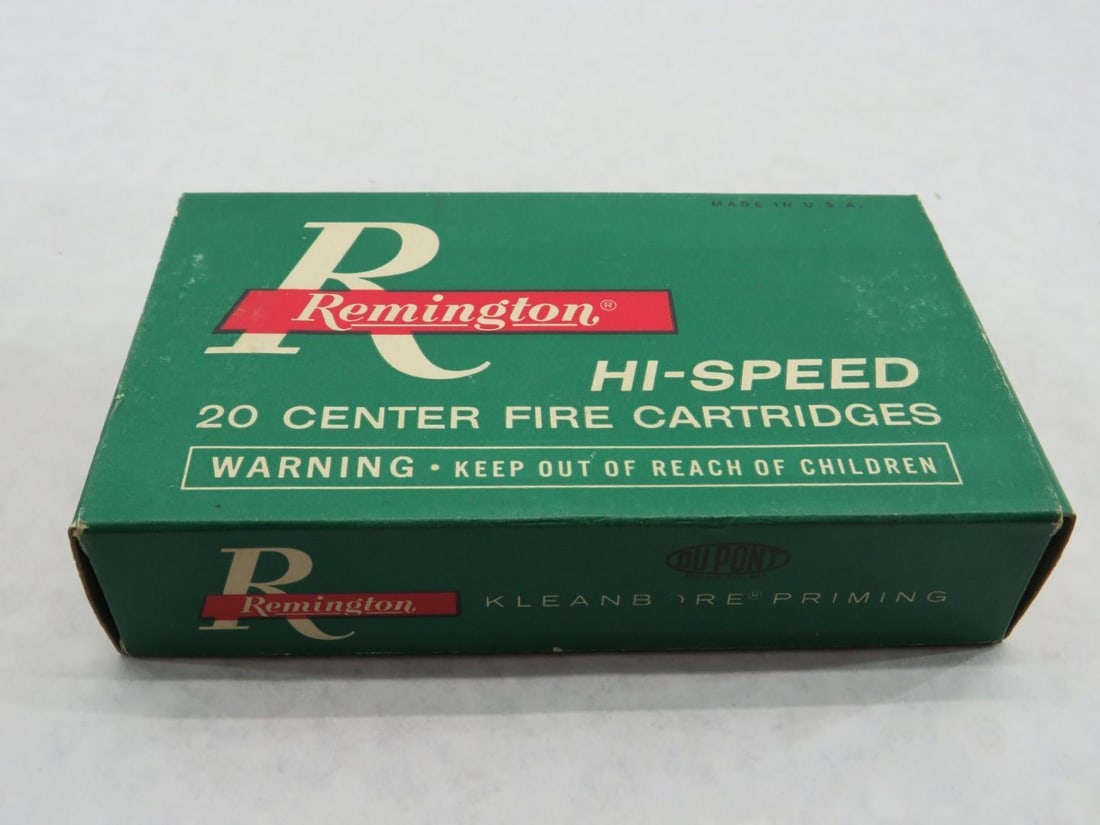 MADE IN U.S.A.
R
Remington®
HI-SPEED
20 CENTER FIRE CARTRIDGES
WARNING • KEEP OUT OF REACH OF CHILDREN
R
Remington
DU PONT
KLEANBORE® PRIMING